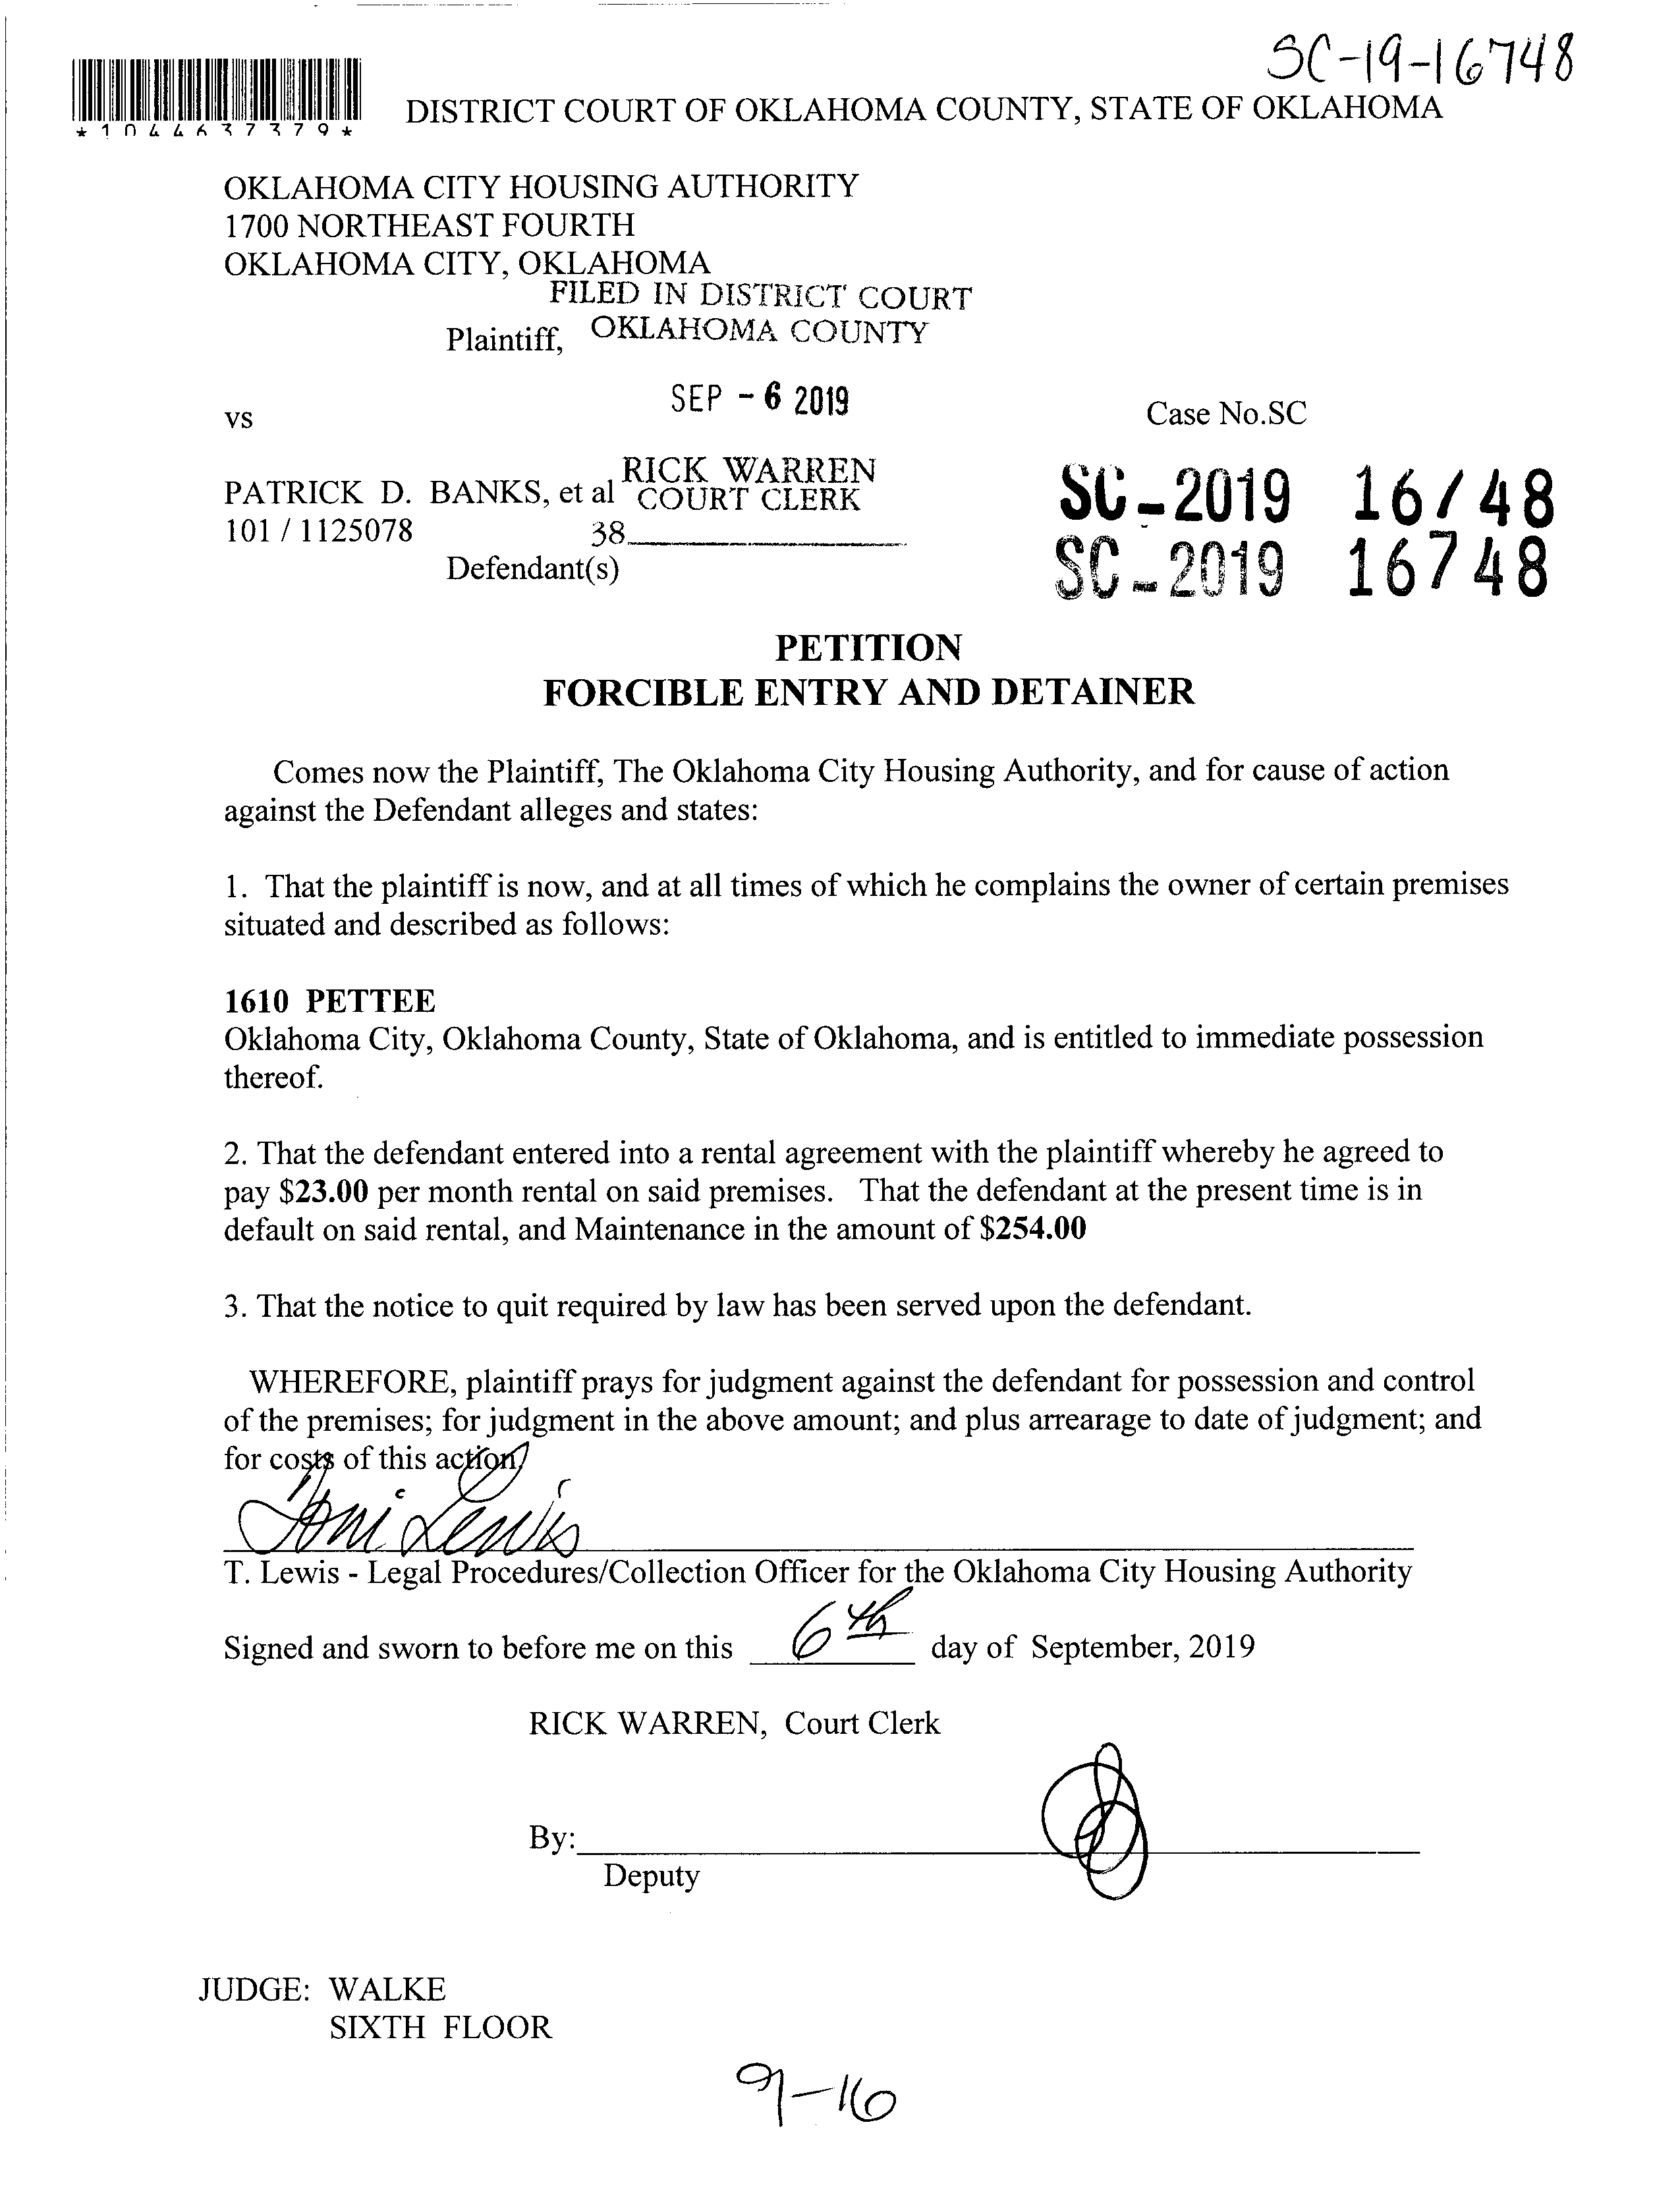 SC-19-16748
*1044637379*
DISTRICT COURT OF OKLAHOMA COUNTY, STATE OF OKLAHOMA
OKLAHOMA CITY HOUSING AUTHORITY
1700 NORTHEAST FOURTH
OKLAHOMA CITY, OKLAHOMA
FILED IN DISTRICT COURT
Plaintiff, OKLAHOMA COUNTY
SEP - 6 2019
vs
Case No.SC
RICK WARREN
PATRICK D. BANKS, et al COURT CLERK
SC-2019 16748
101 / 1125078 38
SC-2019 16748
Defendant(s)
PETITION
FORCIBLE ENTRY AND DETAINER
Comes now the Plaintiff, The Oklahoma City Housing Authority, and for cause of action
against the Defendant alleges and states:
1. That the plaintiff is now, and at all times of which he complains the owner of certain premises
situated and described as follows:
1610 PETTEE
Oklahoma City, Oklahoma County, State of Oklahoma, and is entitled to immediate possession
thereof.
2. That the defendant entered into a rental agreement with the plaintiff whereby he agreed to
pay $23.00 per month rental on said premises. That the defendant at the present time is in
default on said rental, and Maintenance in the amount of $254.00
3. That the notice to quit required by law has been served upon the defendant.
WHEREFORE, plaintiff prays for judgment against the defendant for possession and control
of the premises; for judgment in the above amount; and plus arrearage to date of judgment; and
for costs of this action,
Toni Lewis
T. Lewis - Legal Procedures/Collection Officer for the Oklahoma City Housing Authority
Signed and sworn to before me on this 6th day of September, 2019
RICK WARREN, Court Clerk
By:
Deputy
JUDGE: WALKE
SIXTH FLOOR
9-16